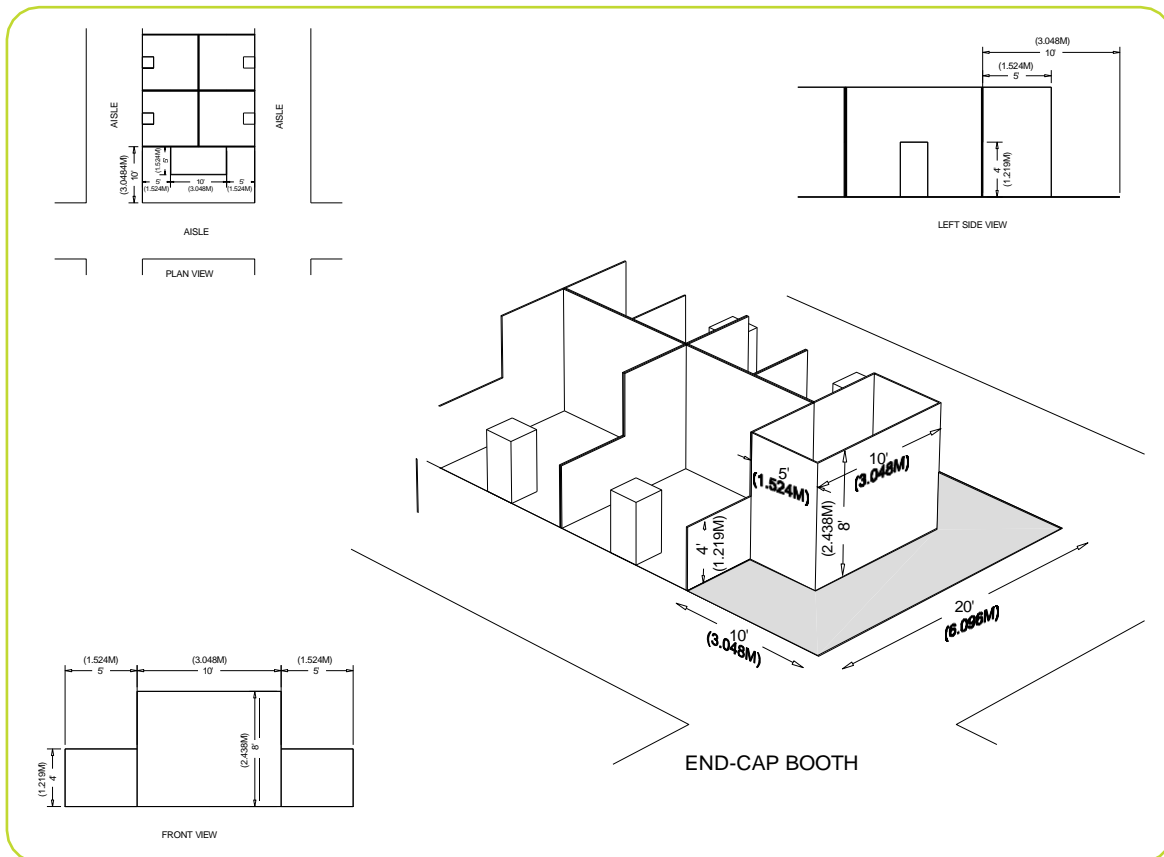 AISLE
AISLE
(3.0484M)
10'
(1.524M)
5'
5'
10'
5'
(1.524M)
(3.048M)
(1.524M)
AISLE
PLAN VIEW
(3.048M)
10'
(1.524M)
5'
4'
(1.219M)
LEFT SIDE VIEW
5'
(1.524M)
10'
(3.048M)
(2.438M)
8'
4'
(1.219M)
10'
(3.048M)
20'
(6.096M)
END-CAP BOOTH
(1.524M)
5'
(3.048M)
10'
(1.524M)
5'
(2.438M)
8'
(1.219M)
4'
FRONT VIEW